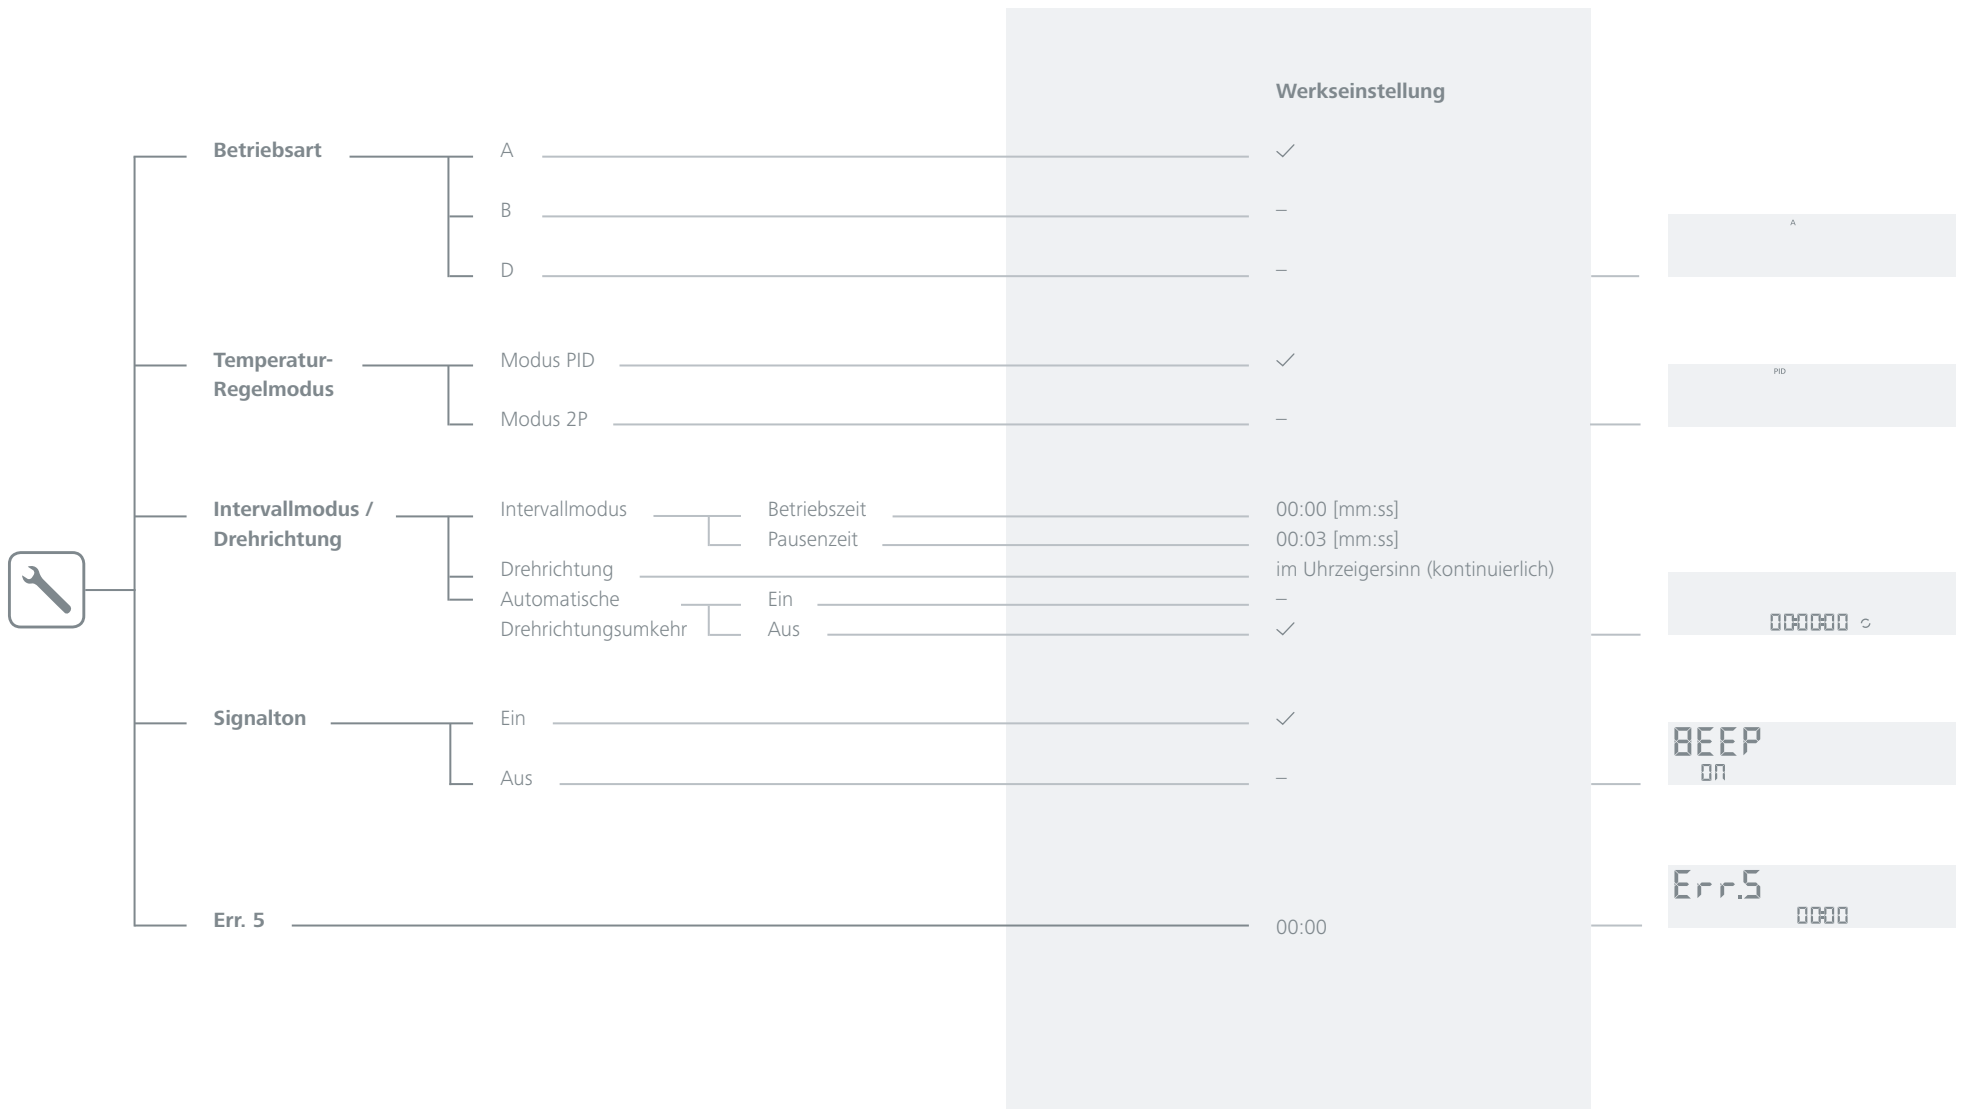 Werkseinstellung
Betriebsart A ✓
B –
D –
A
Temperatur- Modus PID ✓
Regelmodus
PID
Modus 2P –
Intervallmodus / Intervallmodus Betriebszeit 00:00 [mm:ss]
Drehrichtung Pausenzeit 00:03 [mm:ss]
Drehrichtung im Uhrzeigersinn (kontinuierlich)
Automatische Ein –
Drehrichtungsumkehr Aus ✓
00:00:00
Signalton Ein ✓
BEEP
on
Aus –
Err.5
00:00
Err. 5 00:00